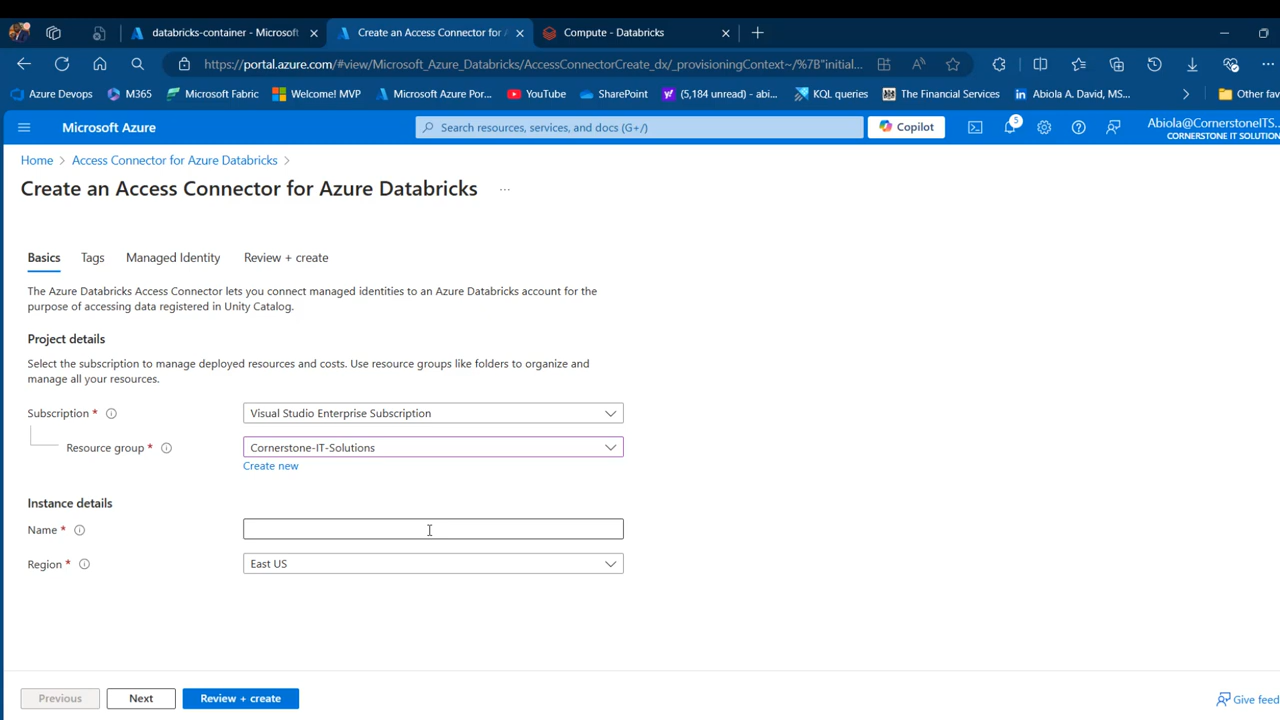 databricks-container - Microsoft
Create an Access Connector for
Compute - Databricks
https://portal.azure.com/#view/Microsoft_Azure_Databricks/AccessConnectorCreate_dx/_provisioningContext~/%7B"initial...
Azure Devops
M365
Microsoft Fabric
Welcome! MVP
Microsoft Azure Por...
YouTube
SharePoint
(5,184 unread) - abi...
KQL queries
The Financial Services
Abiola A. David, MS...
Other fav
Microsoft Azure
Search resources, services, and docs (G+/)
Copilot
5
Abiola@CornerstoneITS...
CORNERSTONE IT SOLUTION
Home > Access Connector for Azure Databricks >
Create an Access Connector for Azure Databricks ...
Basics Tags Managed Identity Review + create
The Azure Databricks Access Connector lets you connect managed identities to an Azure Databricks account for the
purpose of accessing data registered in Unity Catalog.
Project details
Select the subscription to manage deployed resources and costs. Use resource groups like folders to organize and
manage all your resources.
Subscription *
Visual Studio Enterprise Subscription
Resource group *
Cornerstone-IT-Solutions
Create new
Instance details
Name *
Region *
East US
Previous
Next
Review + create
Give feed